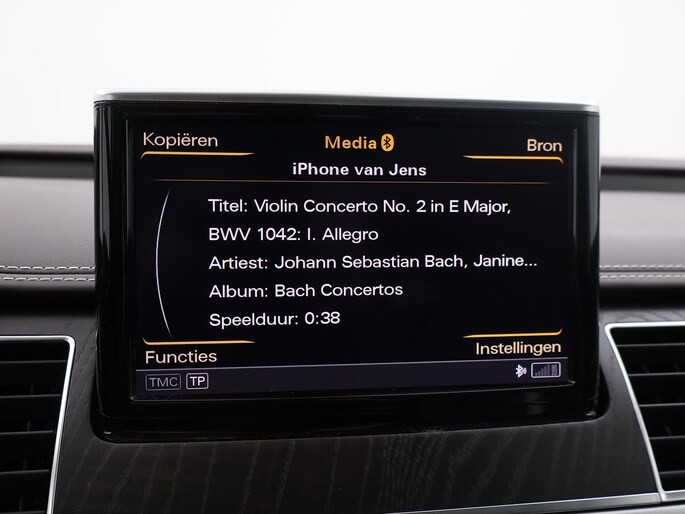 Kopiëren Media Bron
iPhone van Jens
Titel: Violin Concerto No. 2 in E Major,
BWV 1042: I. Allegro
Artiest: Johann Sebastian Bach, Janine...
Album: Bach Concertos
Speelduur: 0:38
Functies Instellingen
TMC TP